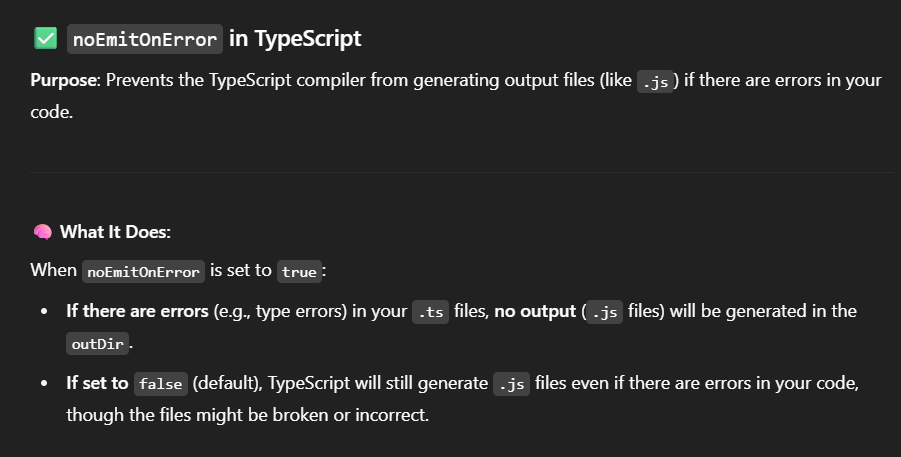 ✅ noEmitOnError in TypeScript
Purpose: Prevents the TypeScript compiler from generating output files (like .js) if there are errors in your
code.
🧠 What It Does:
When noEmitOnError is set to true:
• If there are errors (e.g., type errors) in your .ts files, no output (.js files) will be generated in the
outDir.
• If set to false (default), TypeScript will still generate .js files even if there are errors in your code,
though the files might be broken or incorrect.